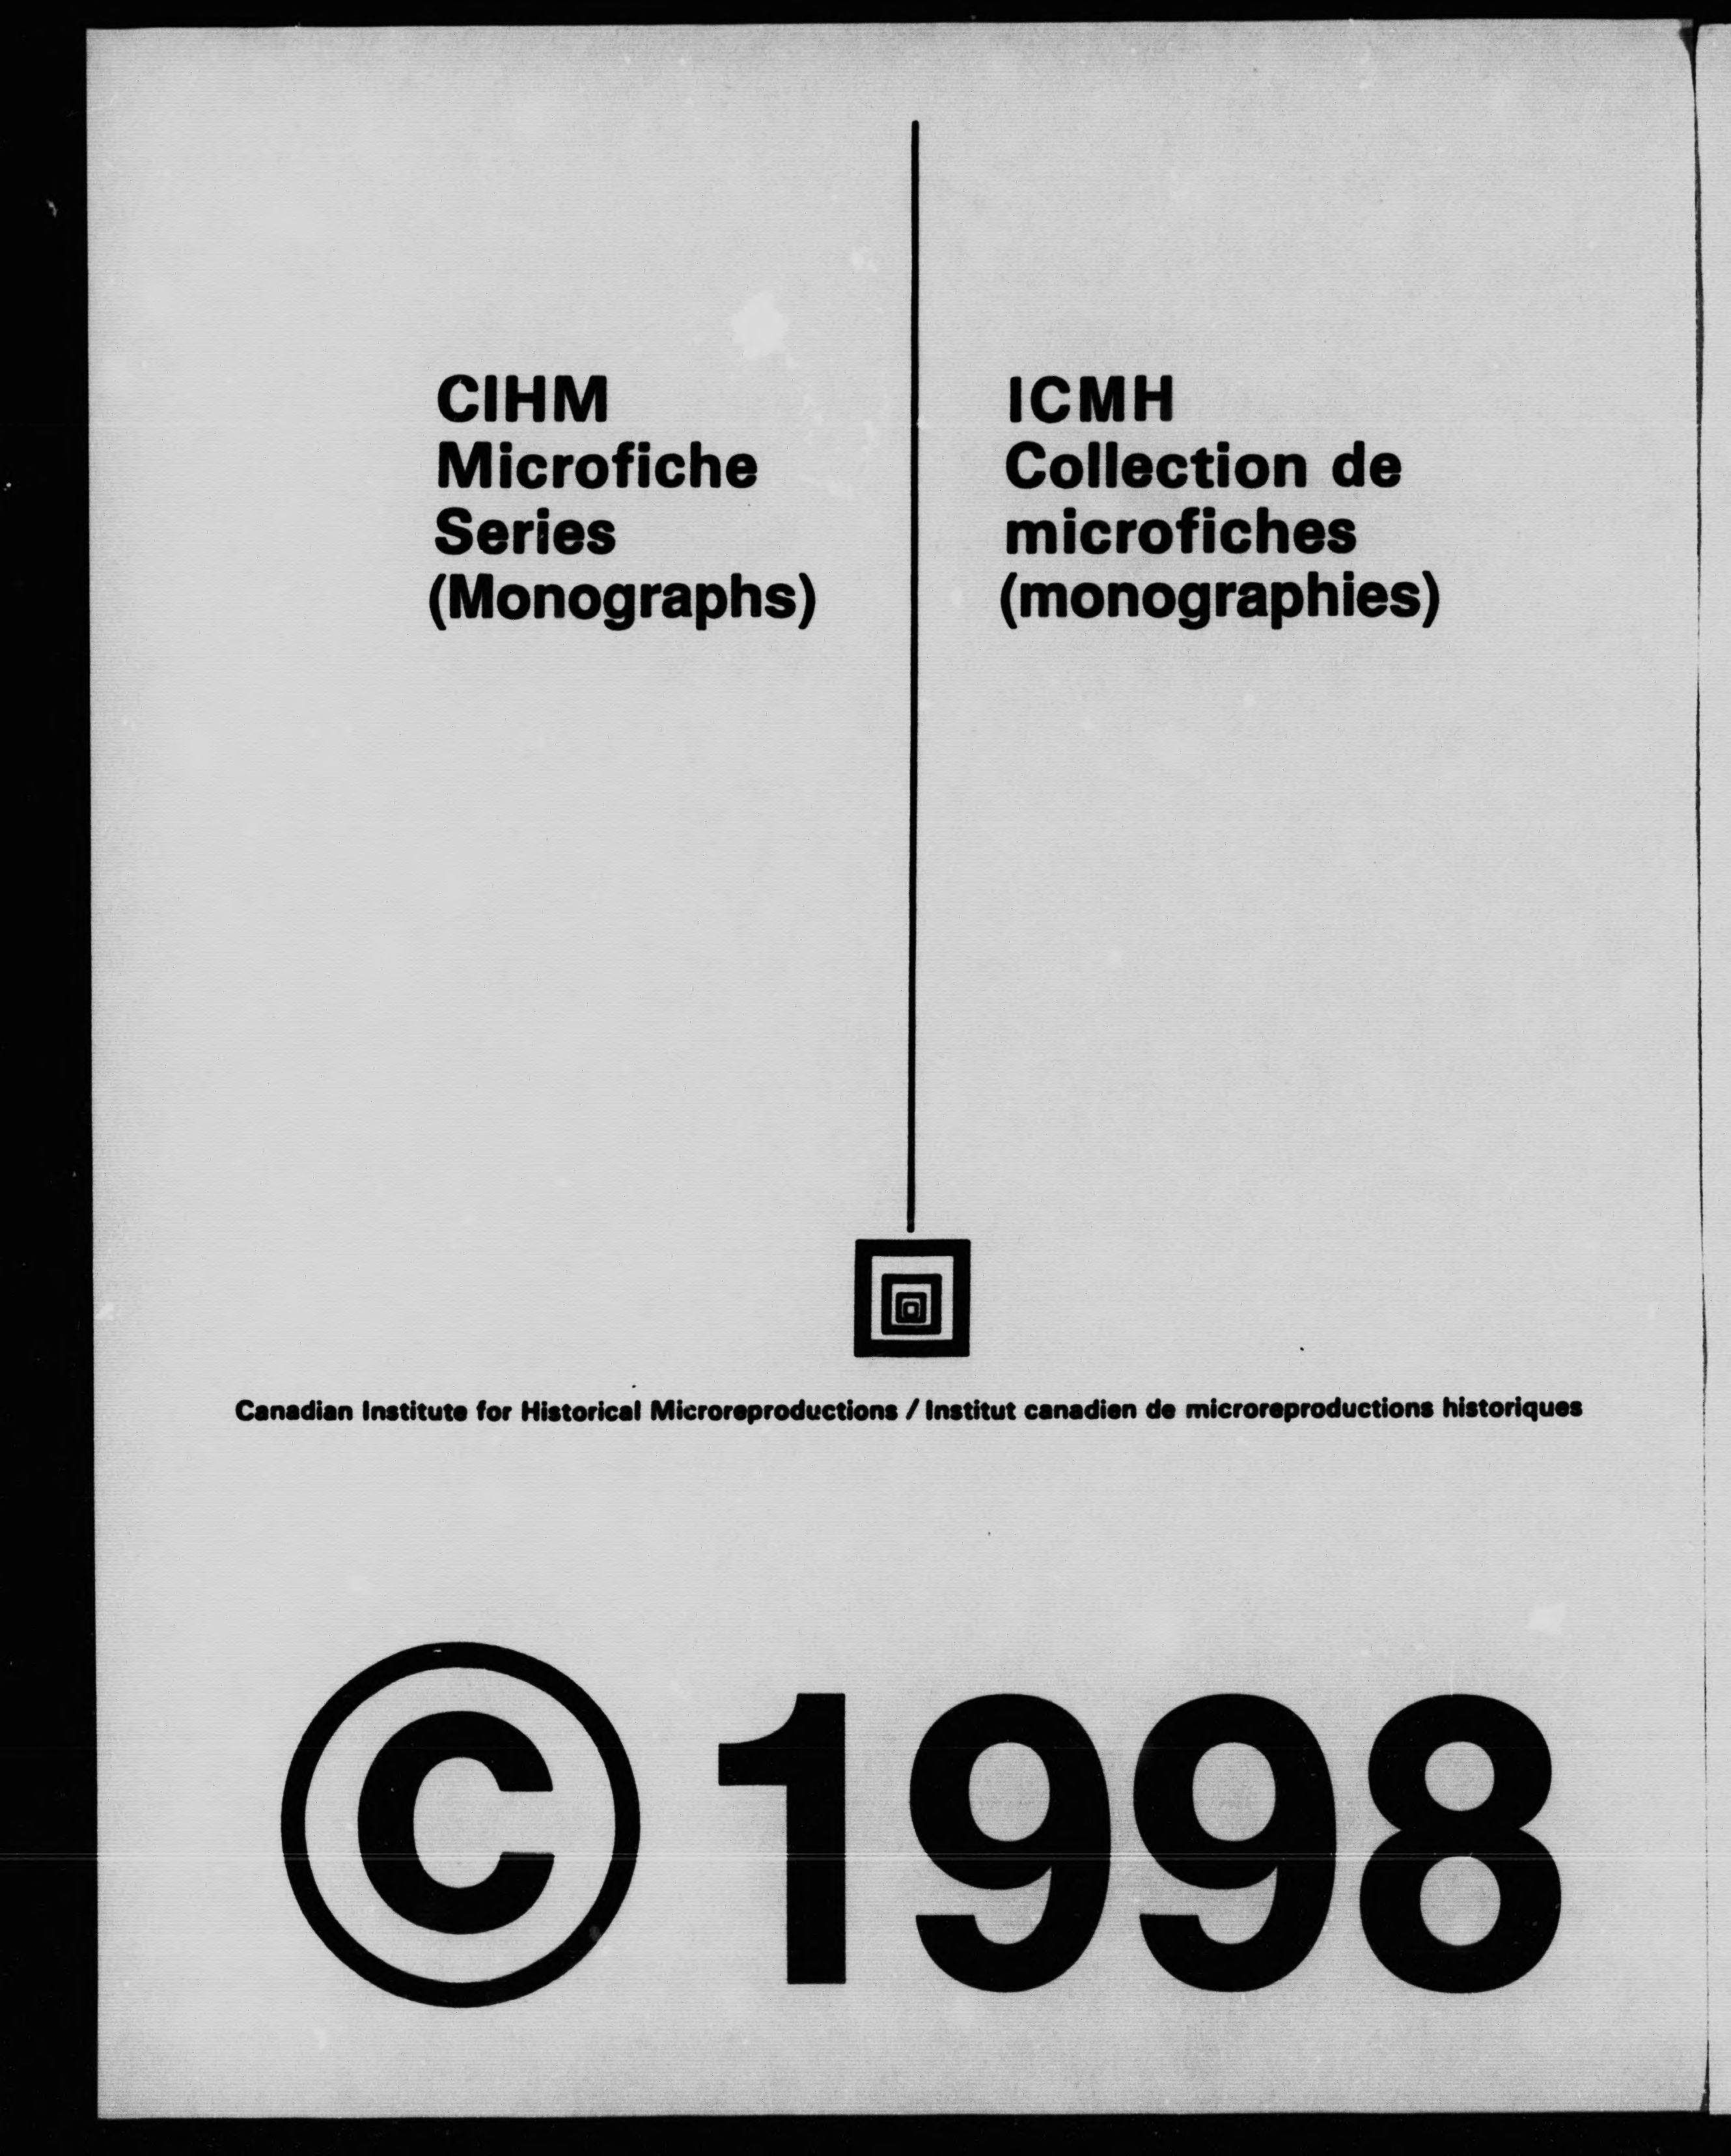 CIHM
Microfiche
Series
(Monographs)
ICMH
Collection de
microfiches
(monographies)
Canadian Institute for Historical Microreproductions / Institut canadien de microreproductions historiques
© 1998